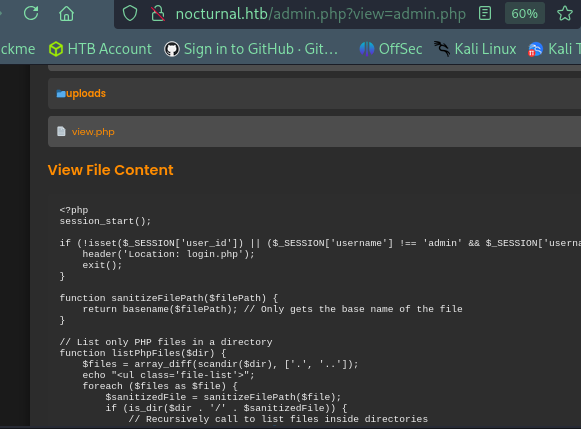 nocturnal.htb/admin.php?view=admin.php
60%
ckme
HTB Account
Sign in to GitHub · Git…
OffSec
Kali Linux
Kali T
uploads
view.php
View File Content
<?php
session_start();
if (!isset($_SESSION['user_id']) || ($_SESSION['username'] !== 'admin' && $_SESSION['userna
    header('Location: login.php');
    exit();
}
function sanitizeFilePath($filePath) {
    return basename($filePath); // Only gets the base name of the file
}
// List only PHP files in a directory
function listPhpFiles($dir) {
    $files = array_diff(scandir($dir), ['.', '..']);
    echo "<ul class='file-list'>";
    foreach ($files as $file) {
        $sanitizedFile = sanitizeFilePath($file);
        if (is_dir($dir . '/' . $sanitizedFile)) {
            // Recursively call to list files inside directories